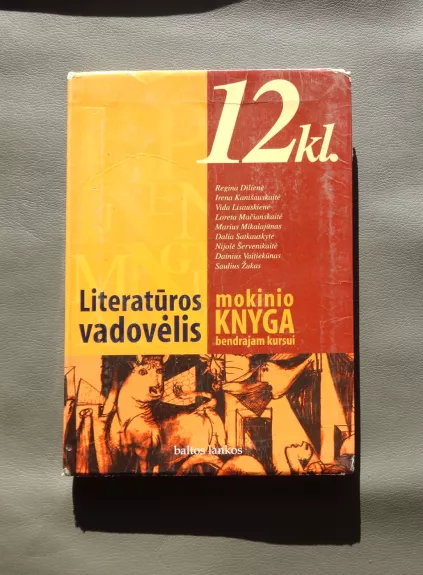 12kl.
Regina Dilienė
Irena Kanišauskaitė
Vida Lisauskienė
Loreta Mačianskaitė
Marius Mikalajūnas
Dalia Satkauskytė
Nijolė Šervenikaitė
Dainius Vaitiekūnas
Saulius Žukas
Literatūros
vadovėlis
mokinio
KNYGA
bendrajam kursui
baltos lankos